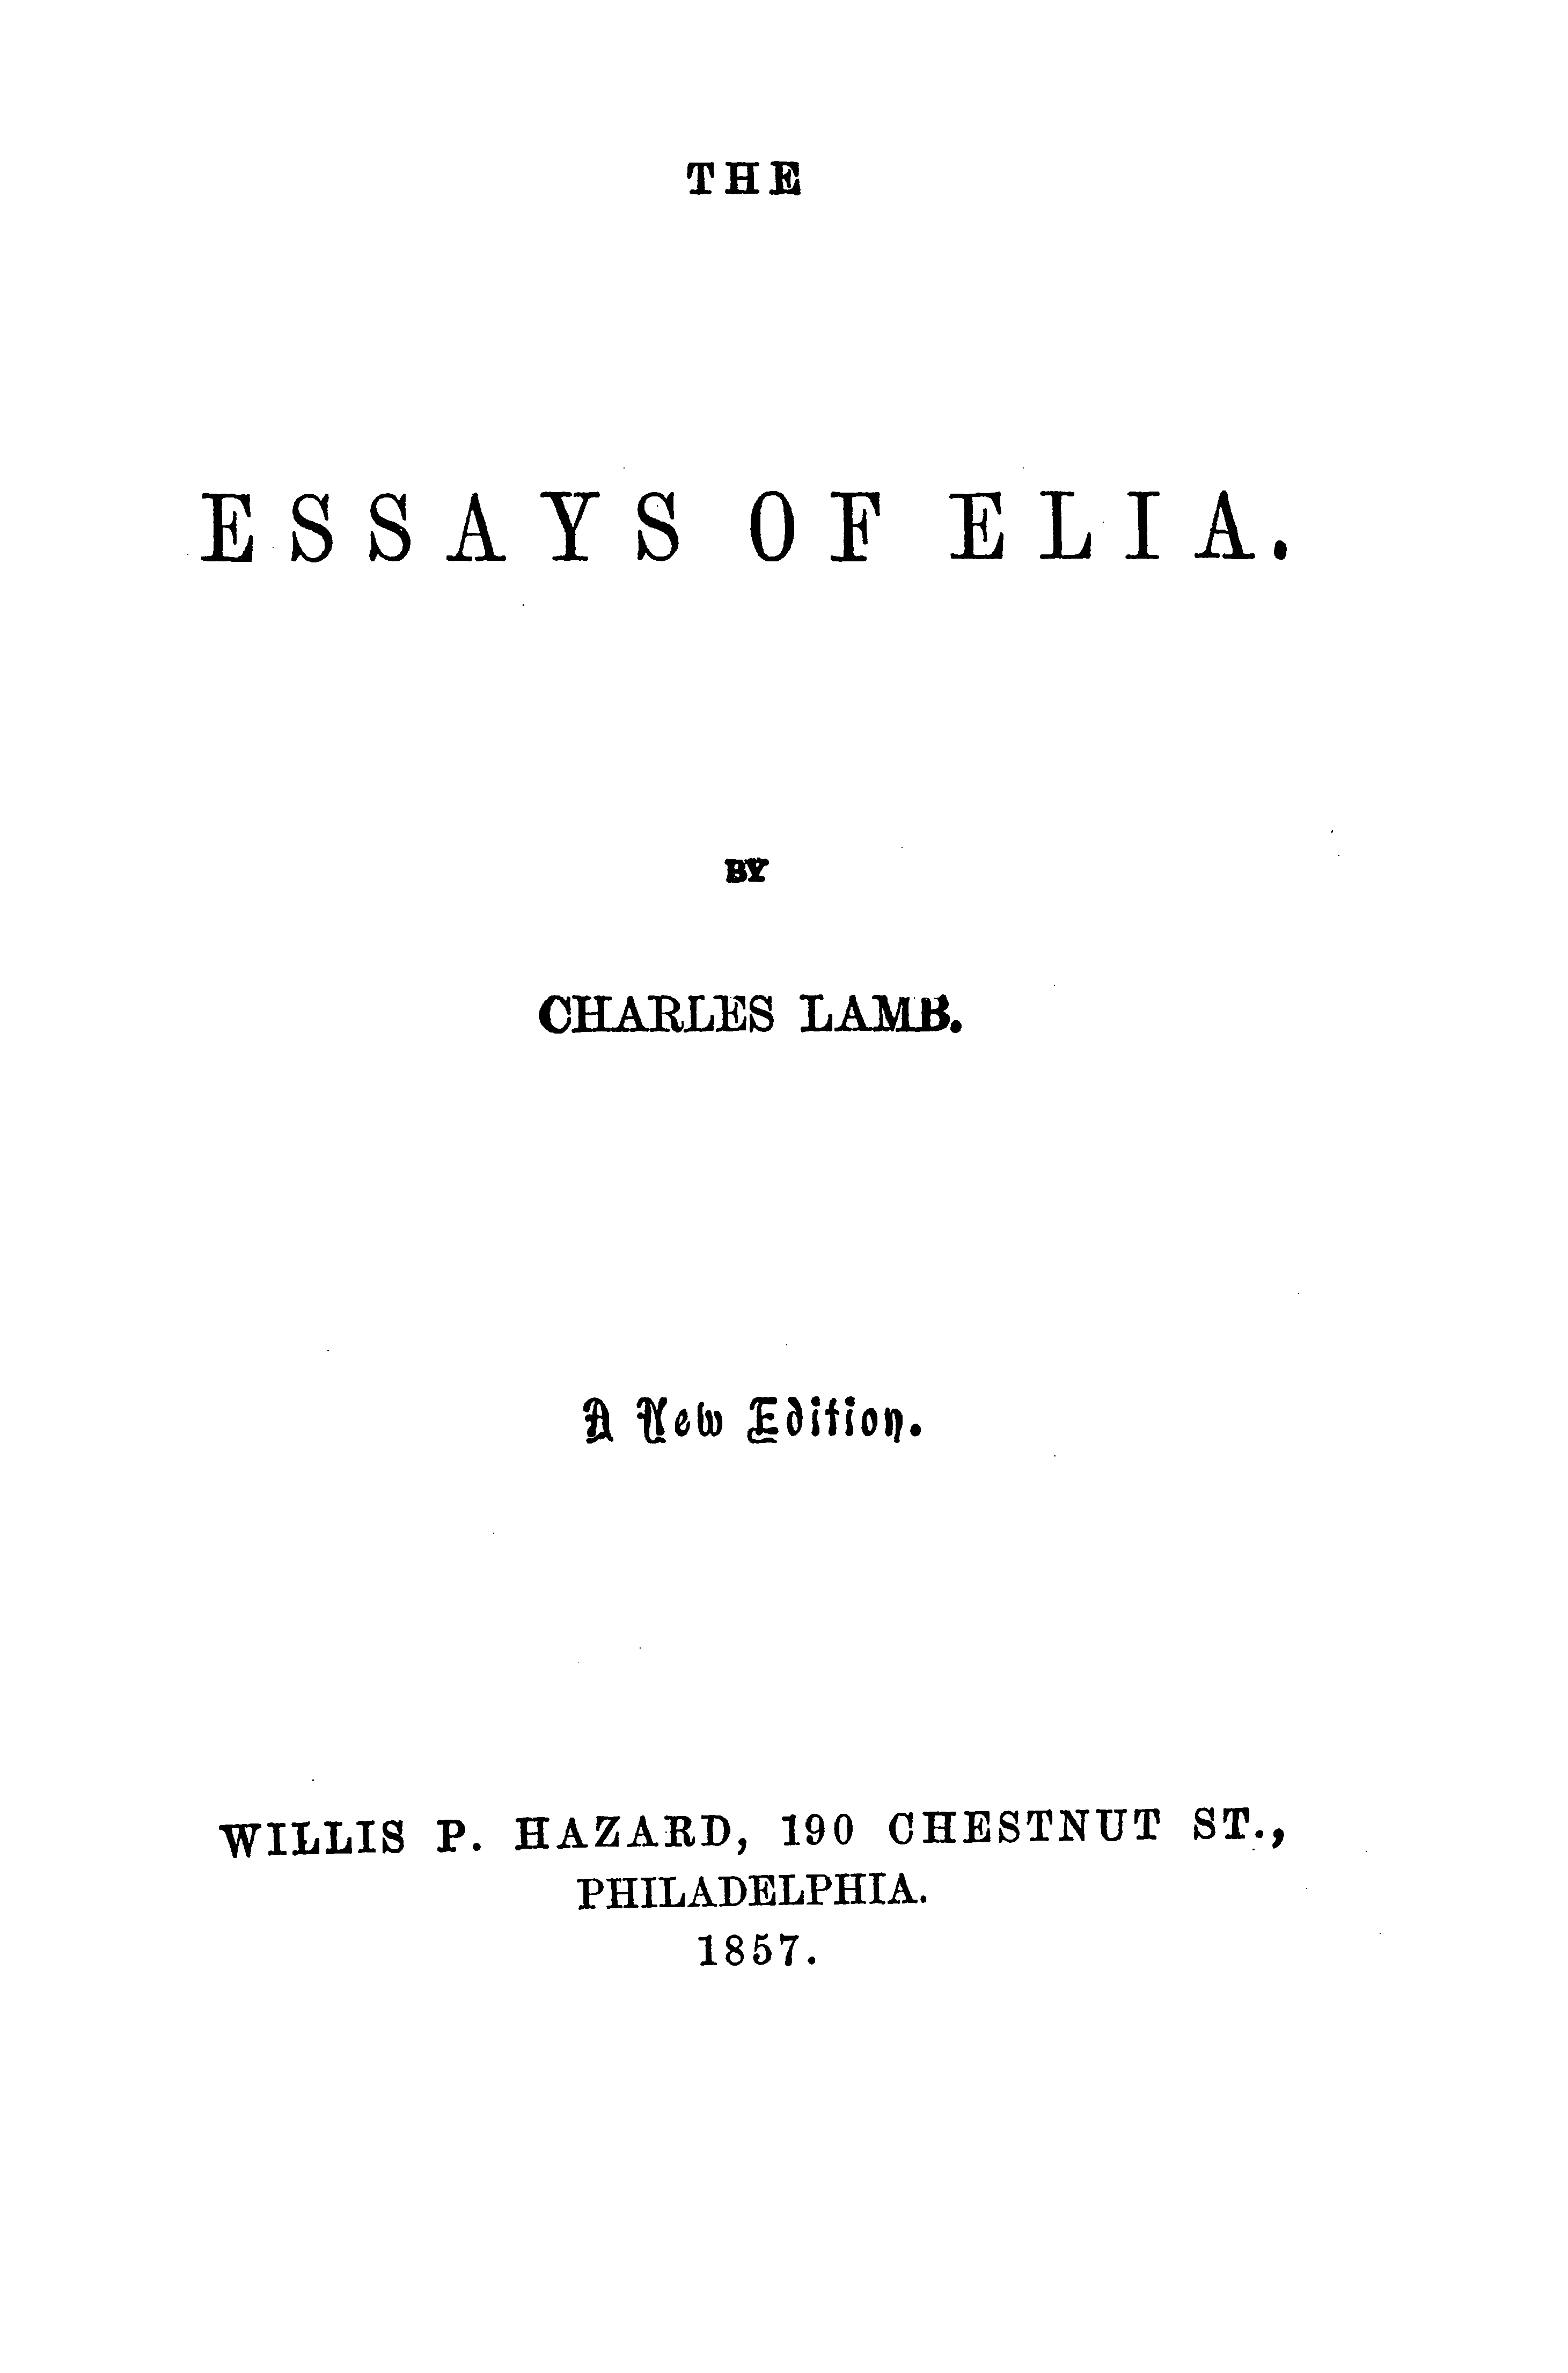 THE
ESSAYS OF ELIA.
BY
CHARLES LAMB.
A New Edition.
WILLIS P. HAZARD, 190 CHESTNUT ST.,
PHILADELPHIA.
1857.